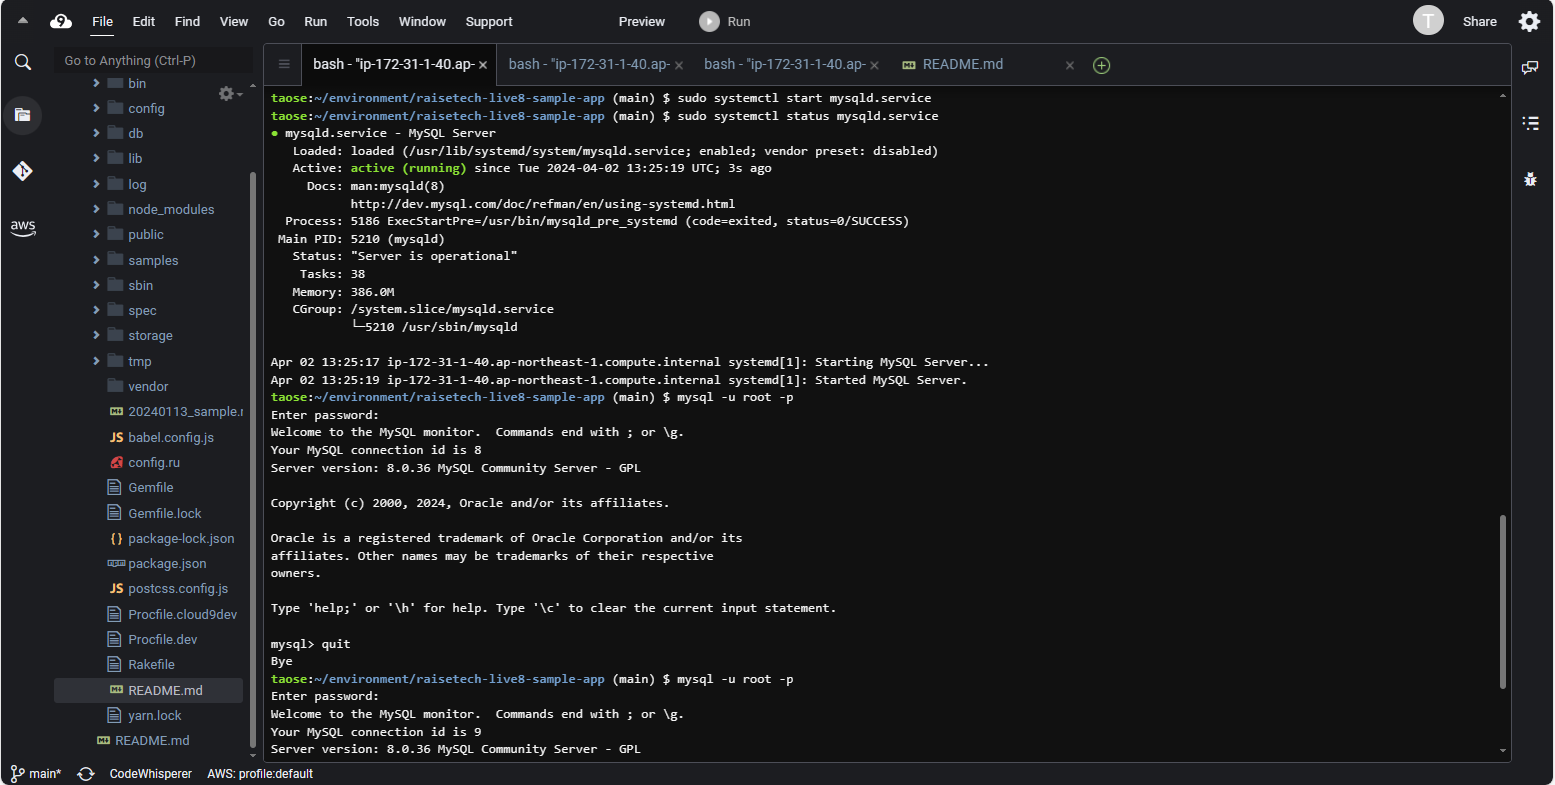 File Edit Find View Go Run Tools Window Support Preview Run T Share
Go to Anything (Ctrl-P)
bin
config
db
lib
log
node_modules
public
samples
sbin
spec
storage
tmp
vendor
20240113_sample.r
babel.config.js
config.ru
Gemfile
Gemfile.lock
package-lock.json
package.json
postcss.config.js
Procfile.cloud9dev
Procfile.dev
Rakefile
README.md
yarn.lock
README.md
aws
bash - "ip-172-31-1-40.ap- bash - "ip-172-31-1-40.ap- bash - "ip-172-31-1-40.ap- README.md
taose:~/environment/raisetech-live8-sample-app (main) $ sudo systemctl start mysqld.service
taose:~/environment/raisetech-live8-sample-app (main) $ sudo systemctl status mysqld.service
● mysqld.service - MySQL Server
Loaded: loaded (/usr/lib/systemd/system/mysqld.service; enabled; vendor preset: disabled)
Active: active (running) since Tue 2024-04-02 13:25:19 UTC; 3s ago
Docs: man:mysqld(8)
http://dev.mysql.com/doc/refman/en/using-systemd.html
Process: 5186 ExecStartPre=/usr/bin/mysqld_pre_systemd (code=exited, status=0/SUCCESS)
Main PID: 5210 (mysqld)
Status: "Server is operational"
Tasks: 38
Memory: 386.0M
CGroup: /system.slice/mysqld.service
└─5210 /usr/sbin/mysqld
Apr 02 13:25:17 ip-172-31-1-40.ap-northeast-1.compute.internal systemd[1]: Starting MySQL Server...
Apr 02 13:25:19 ip-172-31-1-40.ap-northeast-1.compute.internal systemd[1]: Started MySQL Server.
taose:~/environment/raisetech-live8-sample-app (main) $ mysql -u root -p
Enter password:
Welcome to the MySQL monitor.  Commands end with ; or \g.
Your MySQL connection id is 8
Server version: 8.0.36 MySQL Community Server - GPL
Copyright (c) 2000, 2024, Oracle and/or its affiliates.
Oracle is a registered trademark of Oracle Corporation and/or its
affiliates. Other names may be trademarks of their respective
owners.
Type 'help;' or '\h' for help. Type '\c' to clear the current input statement.
mysql> quit
Bye
taose:~/environment/raisetech-live8-sample-app (main) $ mysql -u root -p
Enter password:
Welcome to the MySQL monitor.  Commands end with ; or \g.
Your MySQL connection id is 9
Server version: 8.0.36 MySQL Community Server - GPL
main* CodeWhisperer AWS: profile:default